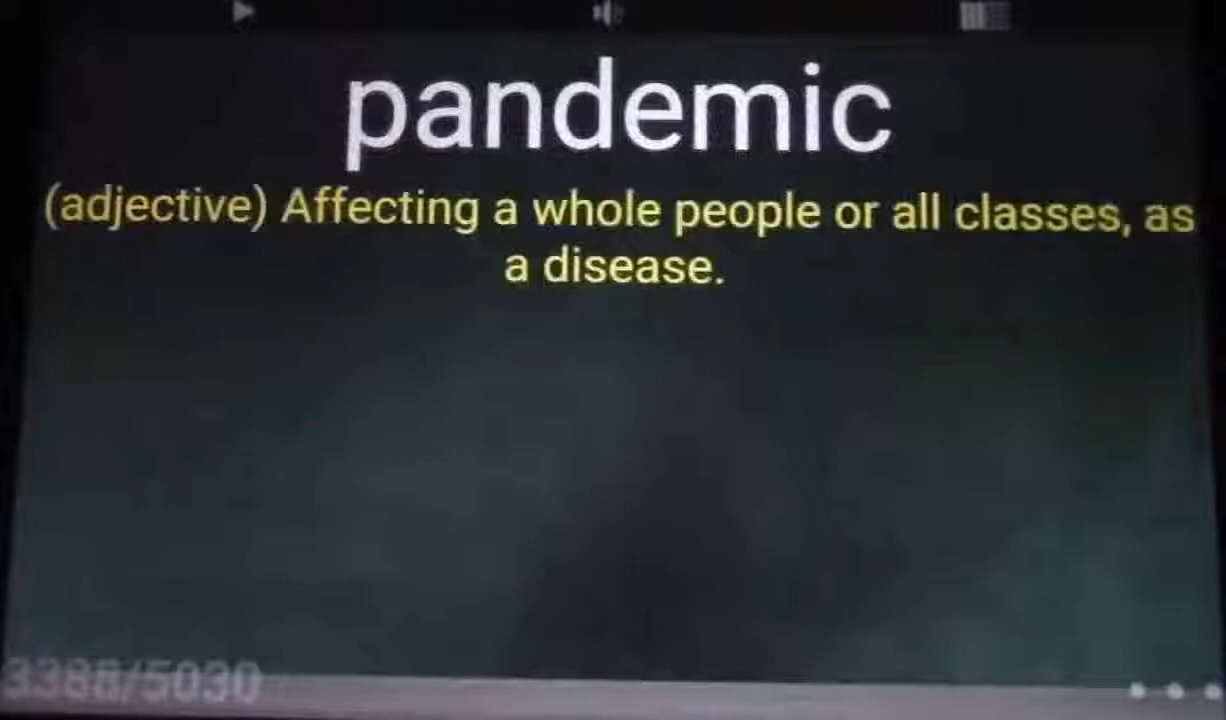 pandemic
(adjective) Affecting a whole people or all classes, as
a disease.
3388/5030